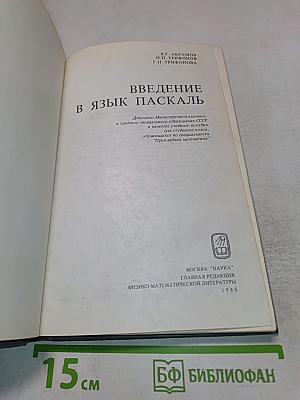 В.Г. АБРАМОВ
Н.П. ТРИФОНОВ
Г.Н. ТРИФОНОВА
ВВЕДЕНИЕ
В ЯЗЫК ПАСКАЛЬ
Допущено Министерством высшего
и среднего специального образования СССР
в качестве учебного пособия
для студентов вузов,
обучающихся по специальности
"Прикладная математика"
МОСКВА "НАУКА"
ГЛАВНАЯ РЕДАКЦИЯ
ФИЗИКО-МАТЕМАТИЧЕСКОЙ ЛИТЕРАТУРЫ
1988
15 см
БФ БИБЛИОФАН